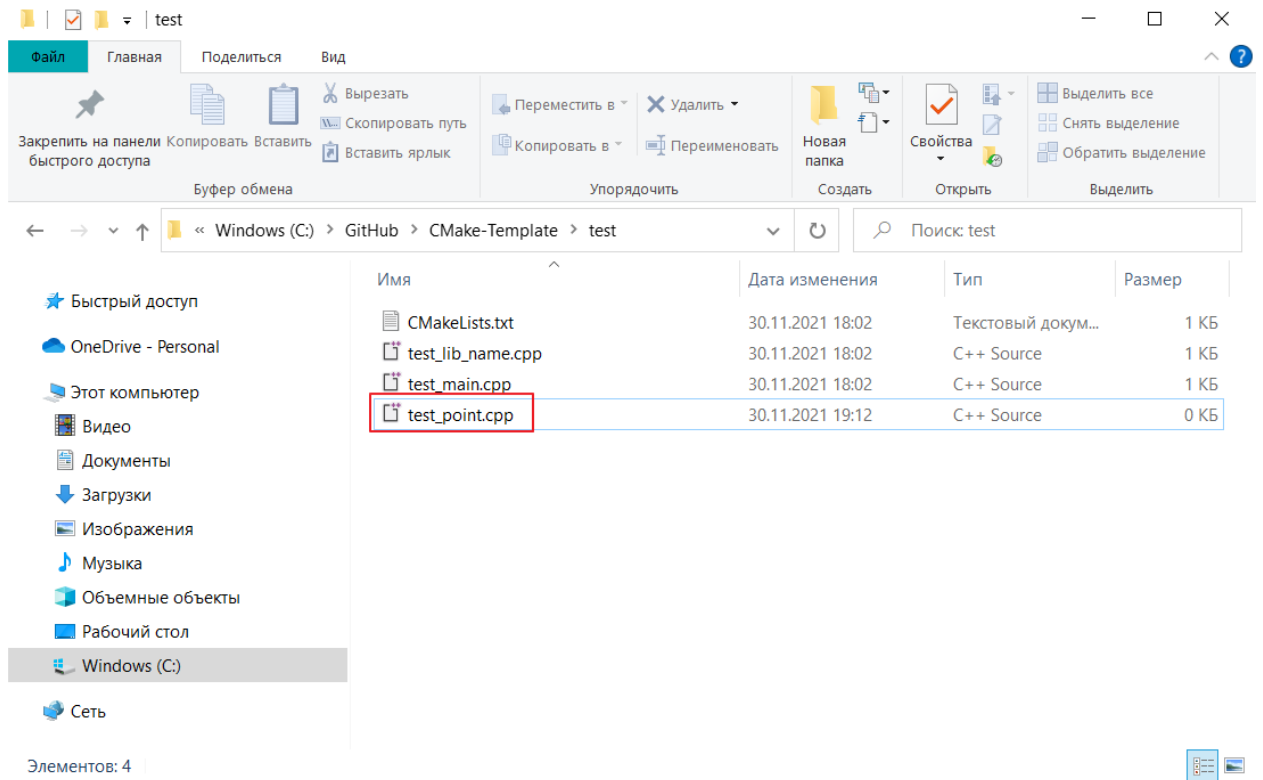 test
Файл Главная Поделиться Вид
Закрепить на панели быстрого доступа
Копировать
Вставить
Вырезать
Скопировать путь
Вставить ярлык
Буфер обмена
Переместить в
Копировать в
Удалить
Переименовать
Упорядочить
Новая папка
Создать
Свойства
Открыть
Выделить все
Снять выделение
Обратить выделение
Выделить
« Windows (C:) > GitHub > CMake-Template > test
Поиск: test
Быстрый доступ
OneDrive - Personal
Этот компьютер
Видео
Документы
Загрузки
Изображения
Музыка
Объемные объекты
Рабочий стол
Windows (C:)
Сеть
Имя Дата изменения Тип Размер
CMakeLists.txt 30.11.2021 18:02 Текстовый докум... 1 КБ
test_lib_name.cpp 30.11.2021 18:02 C++ Source 1 КБ
test_main.cpp 30.11.2021 18:02 C++ Source 1 КБ
test_point.cpp 30.11.2021 19:12 C++ Source 0 КБ
Элементов: 4